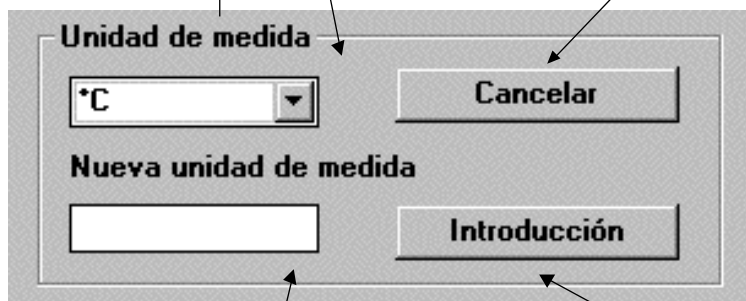 Unidad de medida
°C
Cancelar
Nueva unidad de medida
Introducción